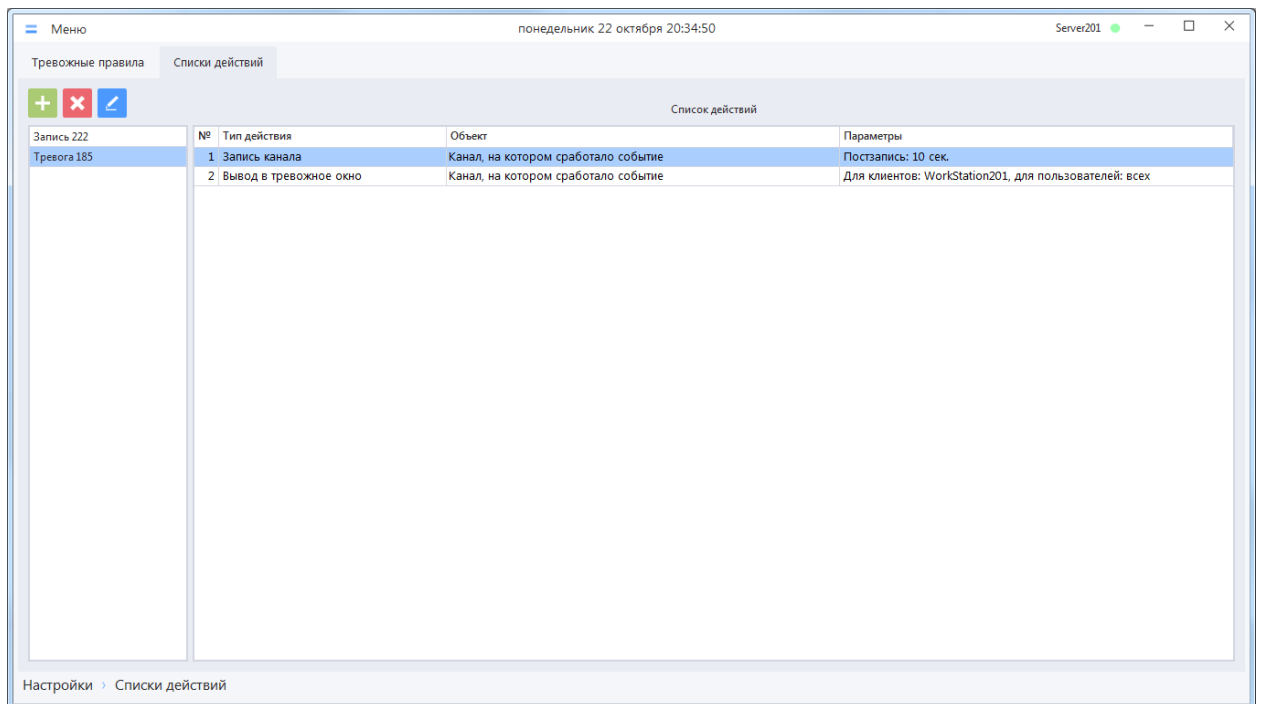 Меню понедельник 22 октября 20:34:50 Server201
Тревожные правила Списки действий
Список действий
Запись 222
Тревога 185
№ Тип действия Объект Параметры
1 Запись канала Канал, на котором сработало событие Постзапись: 10 сек.
2 Вывод в тревожное окно Канал, на котором сработало событие Для клиентов: WorkStation201, для пользователей: всех
Настройки › Списки действий